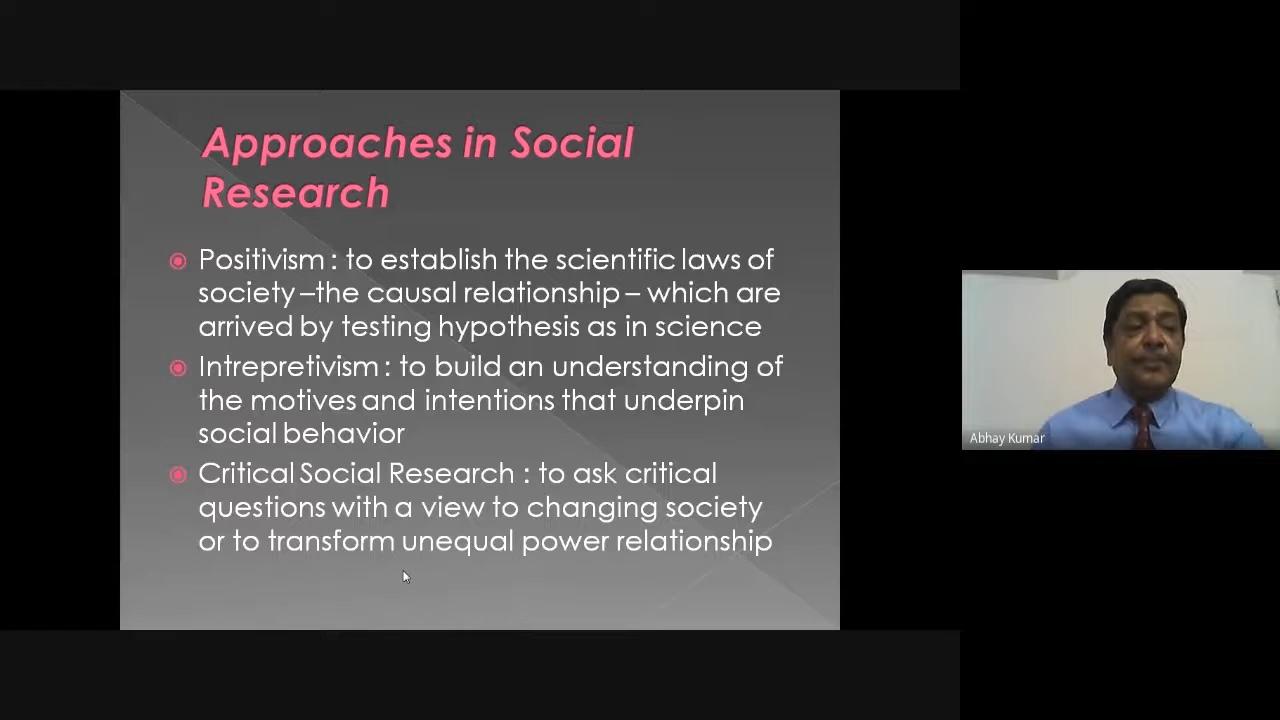 Approaches in Social
Research
Positivism : to establish the scientific laws of
society –the causal relationship – which are
arrived by testing hypothesis as in science
Intrepretivism : to build an understanding of
the motives and intentions that underpin
social behavior
Critical Social Research : to ask critical
questions with a view to changing society
or to transform unequal power relationship
Abhay Kumar